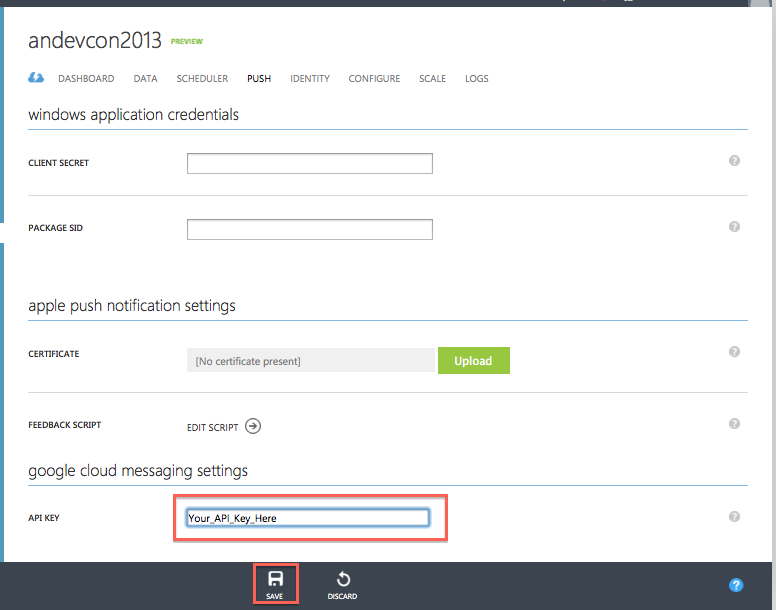 andevcon2013 PREVIEW
DASHBOARD DATA SCHEDULER PUSH IDENTITY CONFIGURE SCALE LOGS
windows application credentials
CLIENT SECRET ?
PACKAGE SID ?
apple push notification settings
CERTIFICATE [No certificate present] Upload ?
FEEDBACK SCRIPT EDIT SCRIPT ?
google cloud messaging settings
API KEY Your_API_Key_Here ?
SAVE DISCARD ?